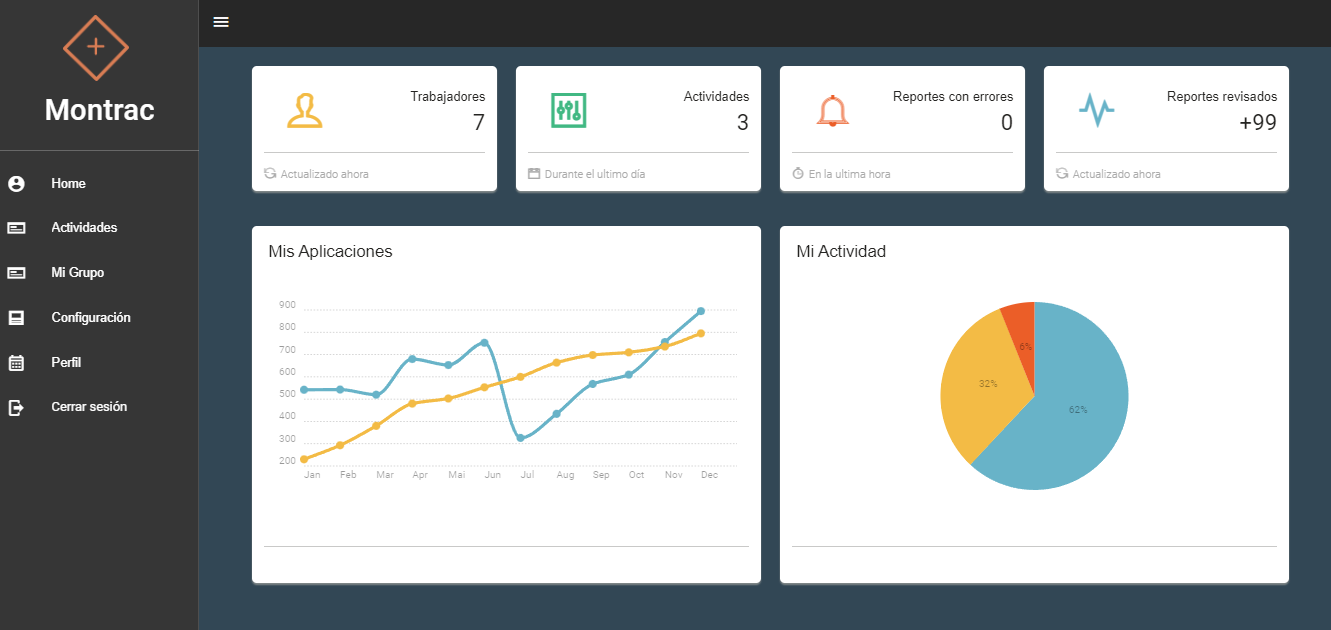 Montrac
Home
Actividades
Mi Grupo
Configuración
Perfil
Cerrar sesión
Trabajadores
7
Actualizado ahora
Actividades
3
Durante el ultimo día
Reportes con errores
0
En la ultima hora
Reportes revisados
+99
Actualizado ahora
Mis Aplicaciones
900
800
700
600
500
400
300
200
Jan Feb Mar Apr Mai Jun Jul Aug Sep Oct Nov Dec
Mi Actividad
6%
32%
62%